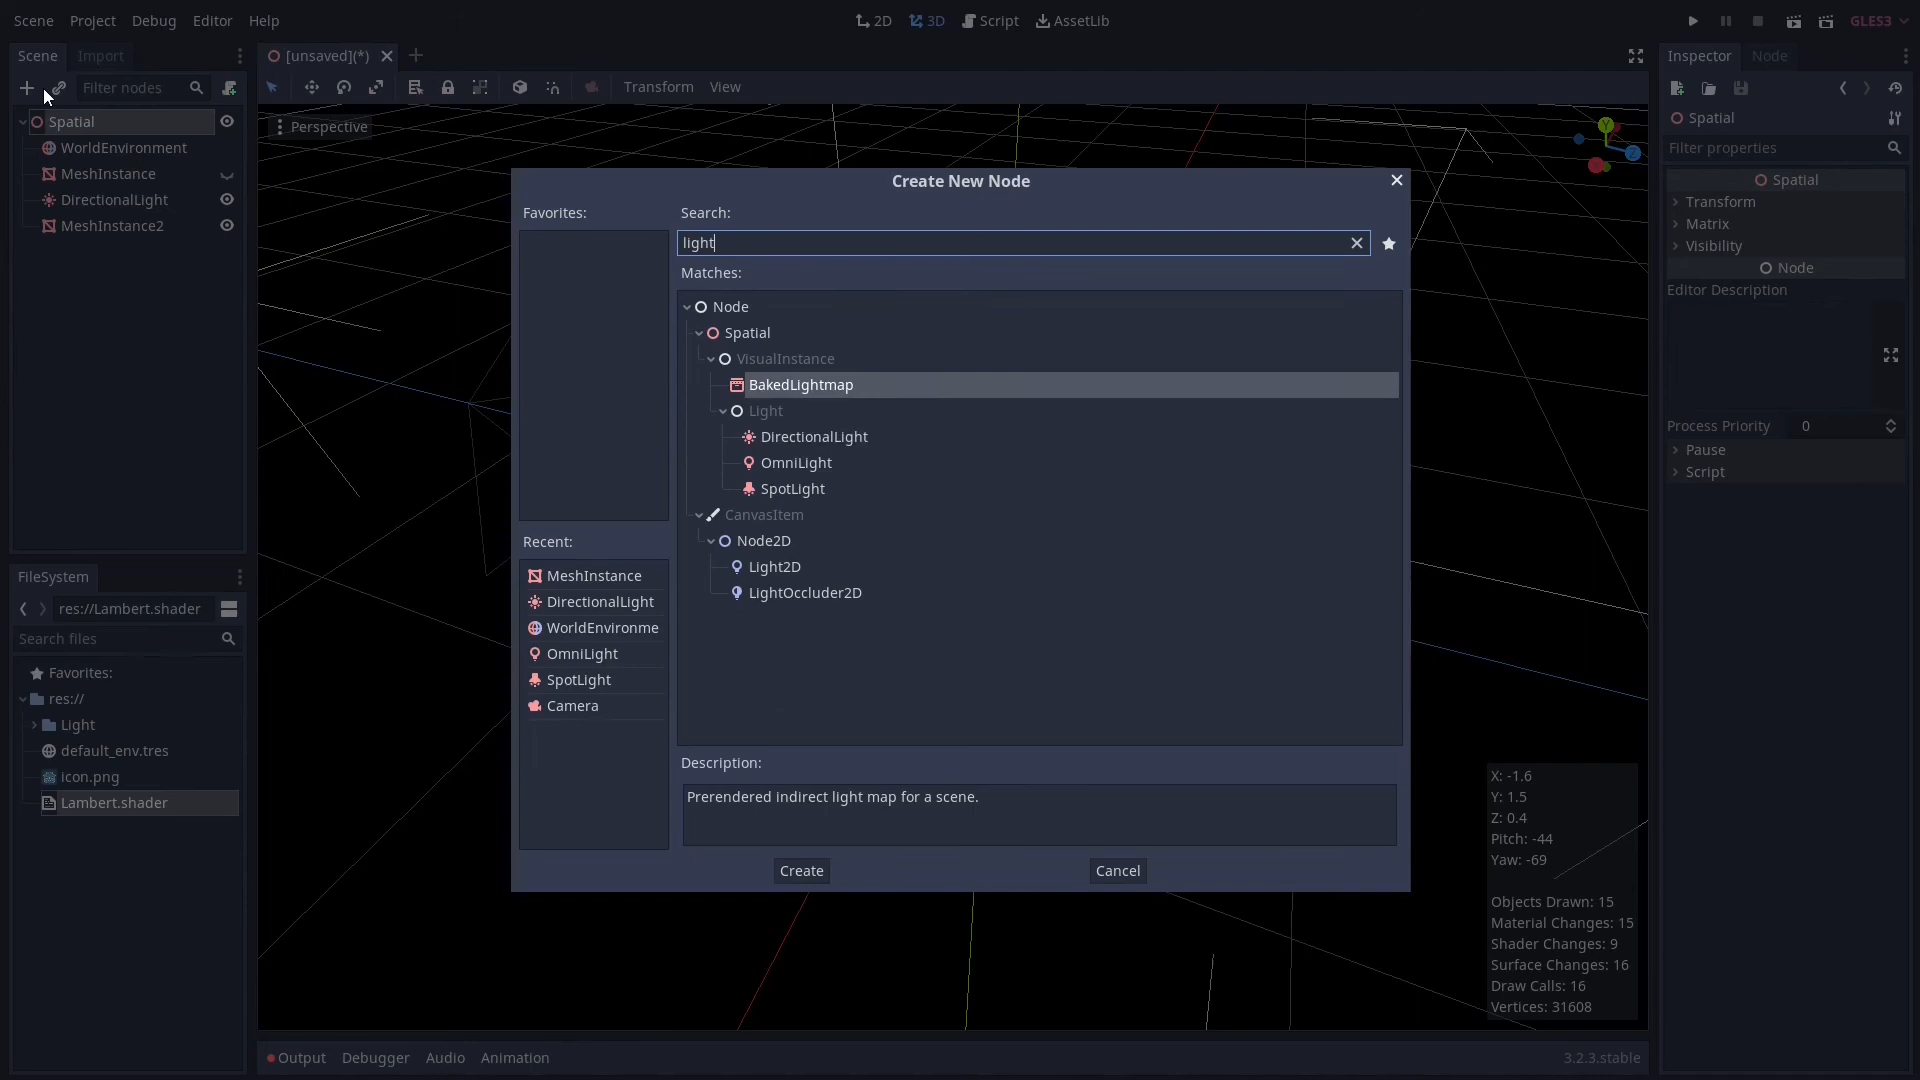 Scene Project Debug Editor Help 2D 3D Script AssetLib GLES3
Scene Import
[unsaved](*)
Inspector Node
Filter nodes
Transform View
Spatial
WorldEnvironment
MeshInstance
DirectionalLight
MeshInstance2
Perspective
Y
Z
Spatial
Filter properties
Spatial
Transform
Matrix
Visibility
Node
Editor Description
Process Priority 0
Pause
Script
Create New Node
Favorites:
Search:
light
Matches:
Node
Spatial
VisualInstance
BakedLightmap
Light
DirectionalLight
OmniLight
SpotLight
CanvasItem
Node2D
Light2D
LightOccluder2D
Recent:
MeshInstance
DirectionalLight
WorldEnvironme
OmniLight
SpotLight
Camera
Description:
Prerendered indirect light map for a scene.
Create Cancel
FileSystem
res://Lambert.shader
Search files
Favorites:
res://
Light
default_env.tres
icon.png
Lambert.shader
X: -1.6
Y: 1.5
Z: 0.4
Pitch: -44
Yaw: -69
Objects Drawn: 15
Material Changes: 15
Shader Changes: 9
Surface Changes: 16
Draw Calls: 16
Vertices: 31608
Output Debugger Audio Animation 3.2.3.stable